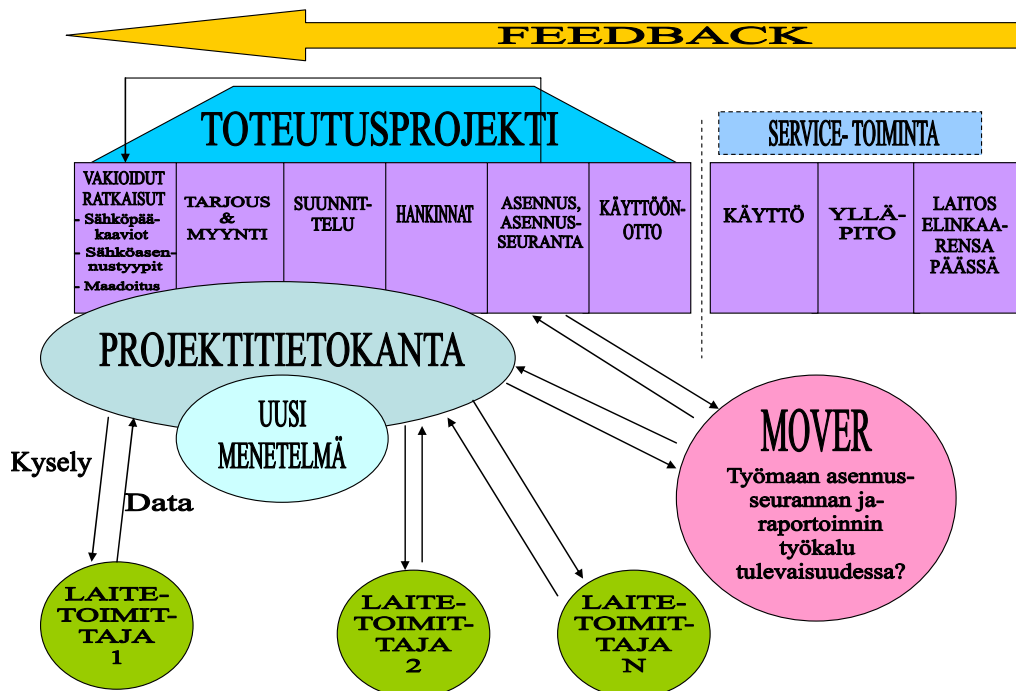 FEEDBACK
TOTEUTUSPROJEKTI
SERVICE- TOIMINTA
VAKIOIDUT
RATKAISUT
- Sähköpää-
kaaviot
- Sähköasen-
nustyypit
- Maadoitus
TARJOUS
&
MYYNTI
SUUNNIT-
TELU
HANKINNAT
ASENNUS,
ASENNUS-
SEURANTA
KÄYTTÖÖN-
OTTO
KÄYTTÖ
YLLÄ-
PITO
LAITOS
ELINKAA-
RENSA
PÄÄSSÄ
PROJEKTITIETOKANTA
UUSI
MENETELMÄ
MOVER
Työmaan asennus-
seurannan ja-
raportoinnin
työkalu
tulevaisuudessa?
Kysely
Data
LAITE-
TOIMIT-
TAJA
1
LAITE-
TOIMIT-
TAJA
2
LAITE-
TOIMIT-
TAJA
N